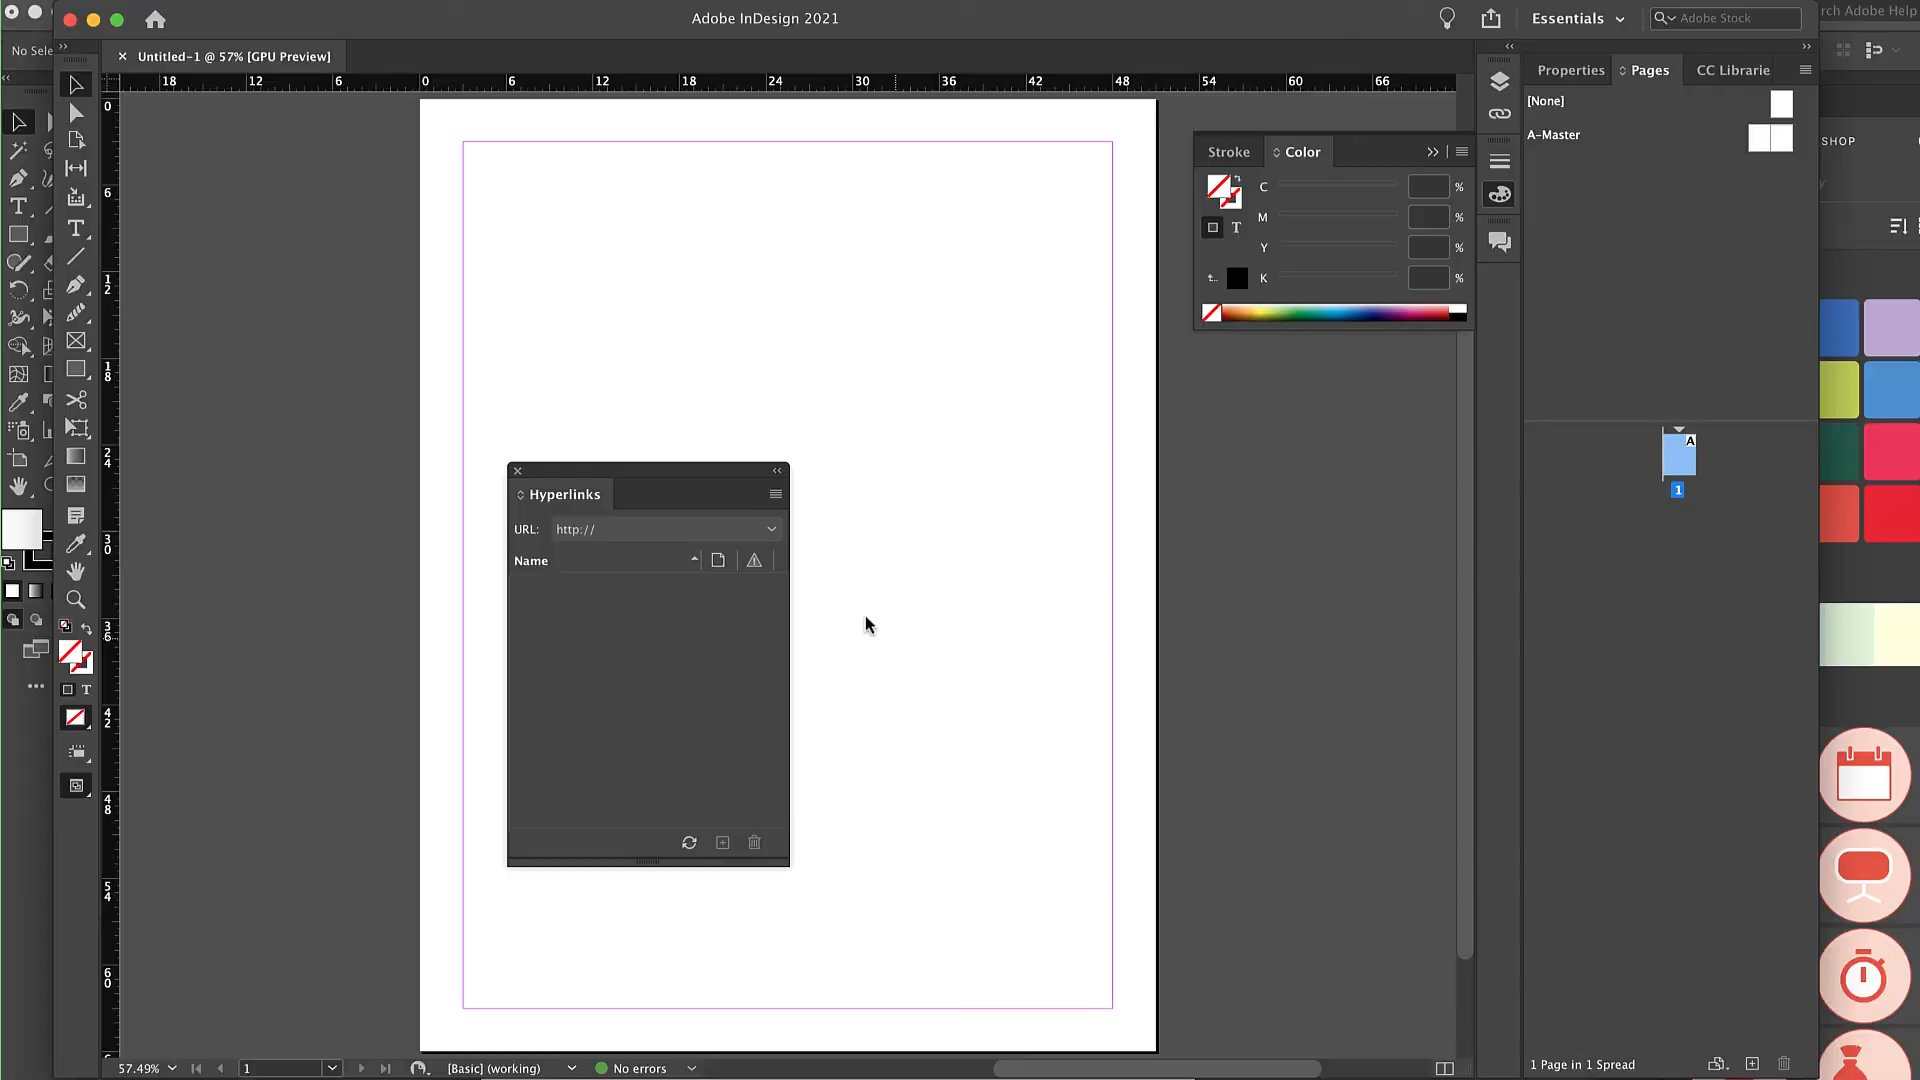 Adobe InDesign 2021
Essentials
Adobe Stock
rch Adobe Help
No Sele
Untitled-1 @ 57% [GPU Preview]
18 12 6 0 6 12 18 24 30 36 42 48 54 60 66
Properties
Pages
CC Librarie
[None]
A-Master
SHOP
0
6
12
18
24
30
36
42
48
54
60
Stroke
Color
C %
M %
T
Y %
K %
A
1
Hyperlinks
URL: http://
Name
T
57.49%
1
[Basic] (working)
No errors
1 Page in 1 Spread